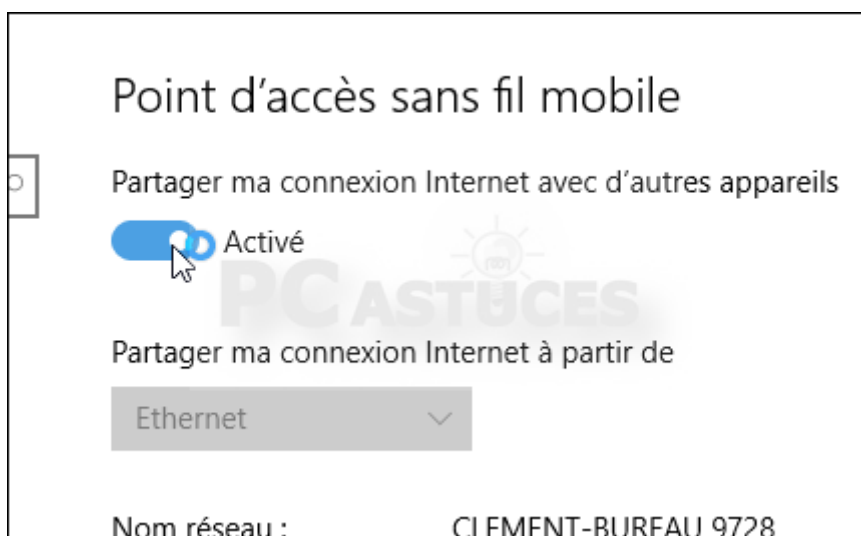 Point d'accès sans fil mobile
Partager ma connexion Internet avec d'autres appareils
Activé
PC ASTUCES
Partager ma connexion Internet à partir de
Ethernet
Nom réseau : CLEMENT-BUREAU 9728